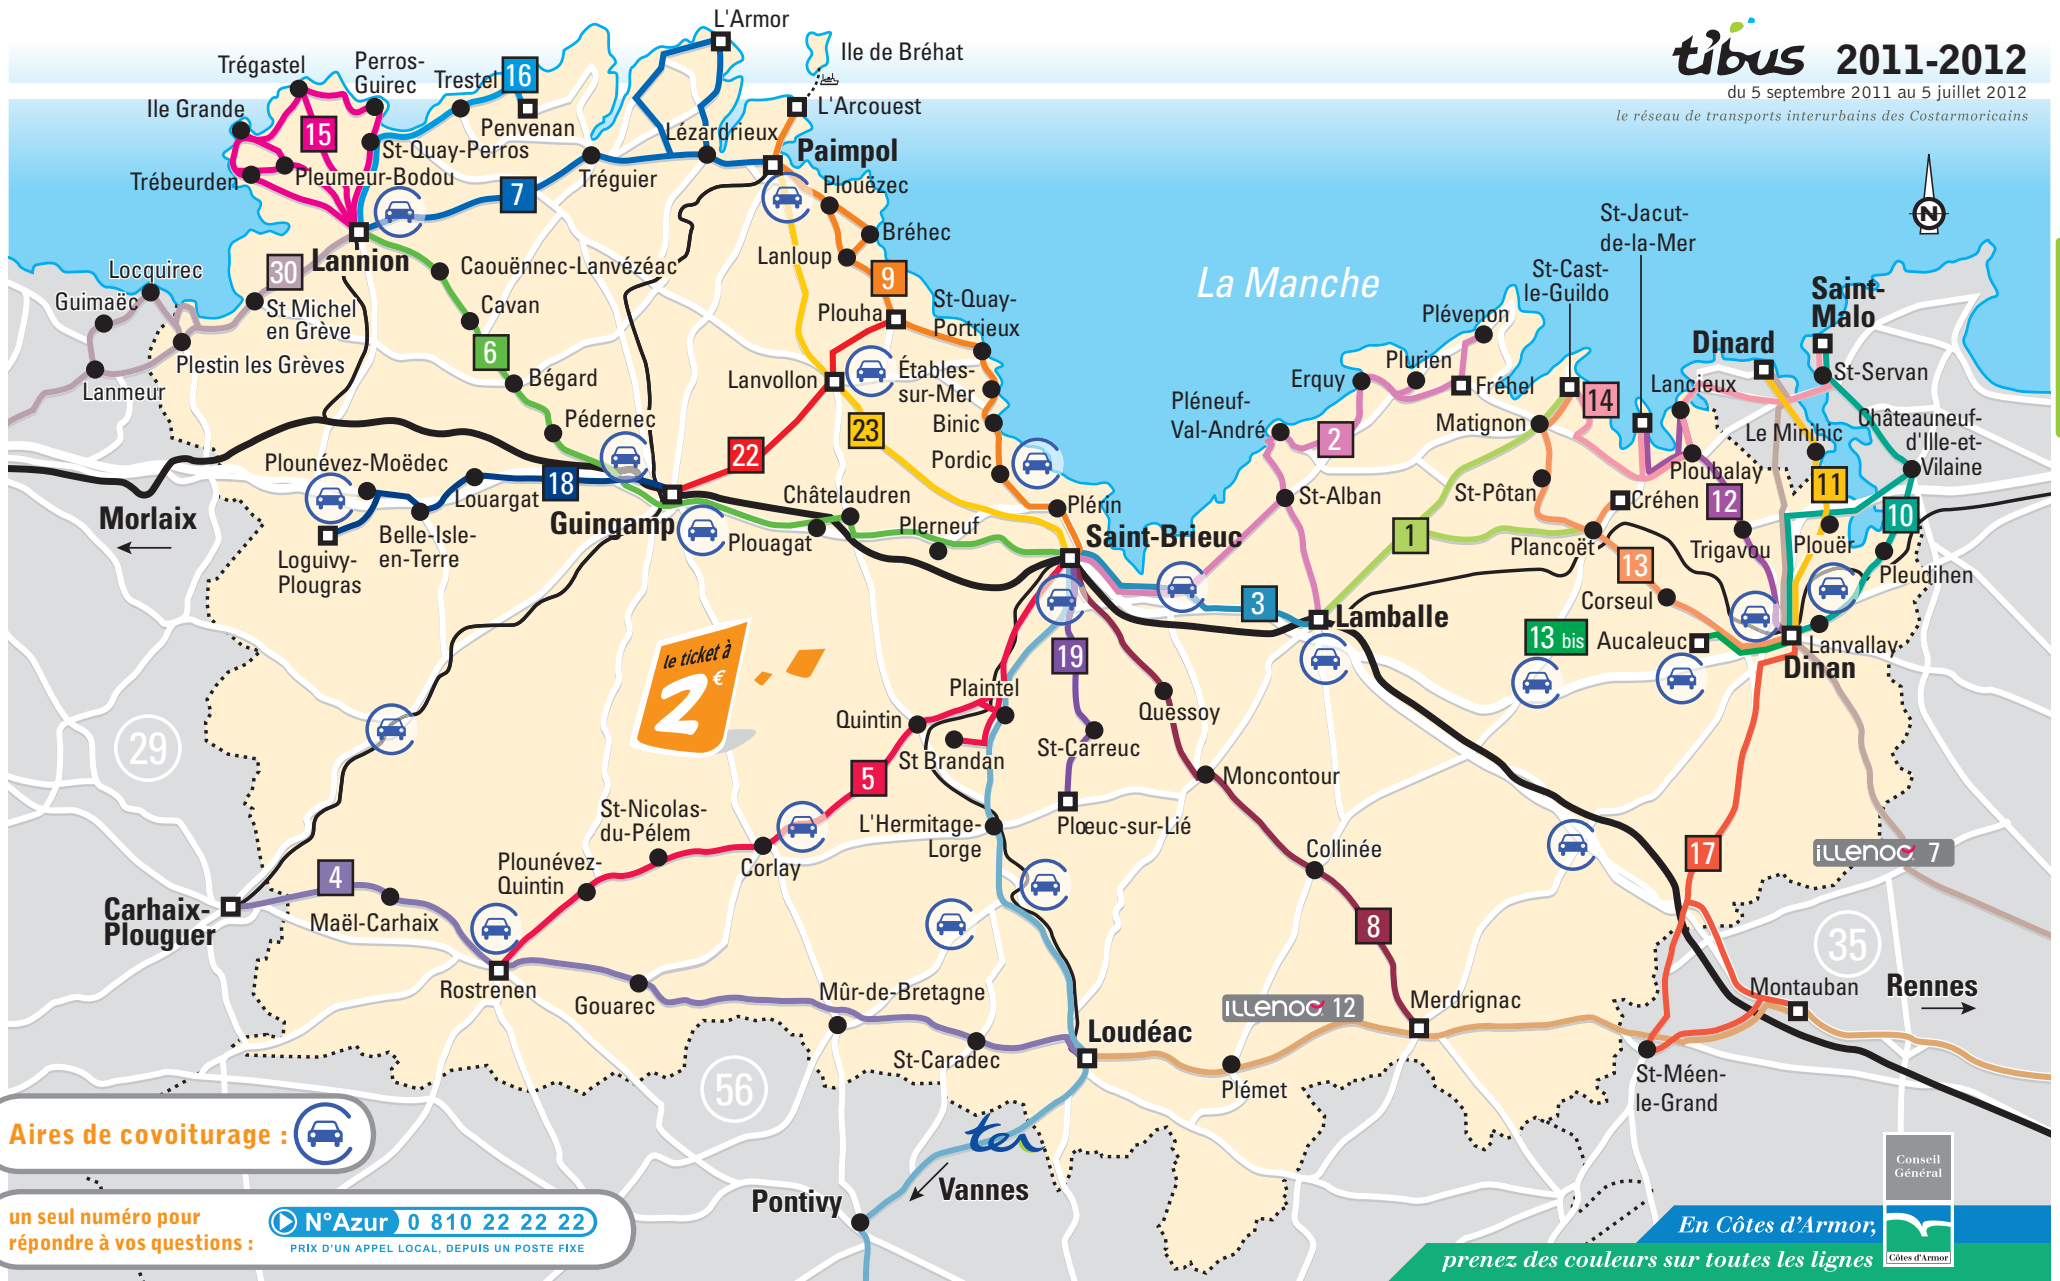 tibus 2011-2012
du 5 septembre 2011 au 5 juillet 2012
le réseau de transports interurbains des Costarmoricains
N
La Manche
L'Armor
Ile de Bréhat
L'Arcouest
Trégastel
Perros-
Guirec
Trestel
16
Penvenan
Ile Grande
15
St-Quay-Perros
Lézardrieux
Paimpol
Trébeurden
Pleumeur-Bodou
7
Tréguier
Plouëzec
Bréhec
Lanloup
9
Lannion
30
Locquirec
Guimaëc
St Michel
en Grève
Plestin les Grèves
Lanmeur
Caouënnec-Lanvézéac
Cavan
6
Bégard
Pédernec
Plouha
St-Quay-
Portrieux
Lanvollon
Étables-
sur-Mer
Binic
Pordic
Plérin
22
23
Plounévez-Moëdec
Louargat
18
Morlaix
Loguivy-
Plougras
Belle-Isle-
en-Terre
Guingamp
Châtelaudren
Plouagat
Plerneuf
Saint-Brieuc
St-Jacut-
de-la-Mer
St-Cast-
le-Guildo
Plévenon
Plurien
Erquy
Fréhel
Pléneuf-
Val-André
2
Matignon
14
Lancieux
Dinard
Saint-
Malo
St-Servan
Châteauneuf-
d'Ille-et-
Vilaine
Le Minihic
Ploubalay
St-Alban
St-Pôtan
Créhen
12
11
10
1
Plancoët
Trigavou
Plouër
Pleudihen
13
Corseul
3
Lamballe
13 bis
Aucaleuc
Lanvallay
Dinan
le ticket à
2€
19
Plaintel
Quintin
St Brandan
St-Carreuc
Quessoy
Moncontour
5
29
St-Nicolas-
du-Pélem
Plounévez-
Quintin
Corlay
L'Hermitage-
Lorge
Plœuc-sur-Lié
Collinée
17
illenoo 7
4
Carhaix-
Plouguer
Maël-Carhaix
Rostrenen
Gouarec
Mûr-de-Bretagne
8
35
illenoo 12
Merdrignac
Montauban
Rennes
St-Caradec
Loudéac
Plémet
St-Méen-
le-Grand
56
ter
Vannes
Pontivy
Aires de covoiturage :
un seul numéro pour
répondre à vos questions :
N°Azur 0 810 22 22 22
PRIX D'UN APPEL LOCAL, DEPUIS UN POSTE FIXE
Conseil
Général
Côtes d'Armor
En Côtes d'Armor,
prenez des couleurs sur toutes les lignes